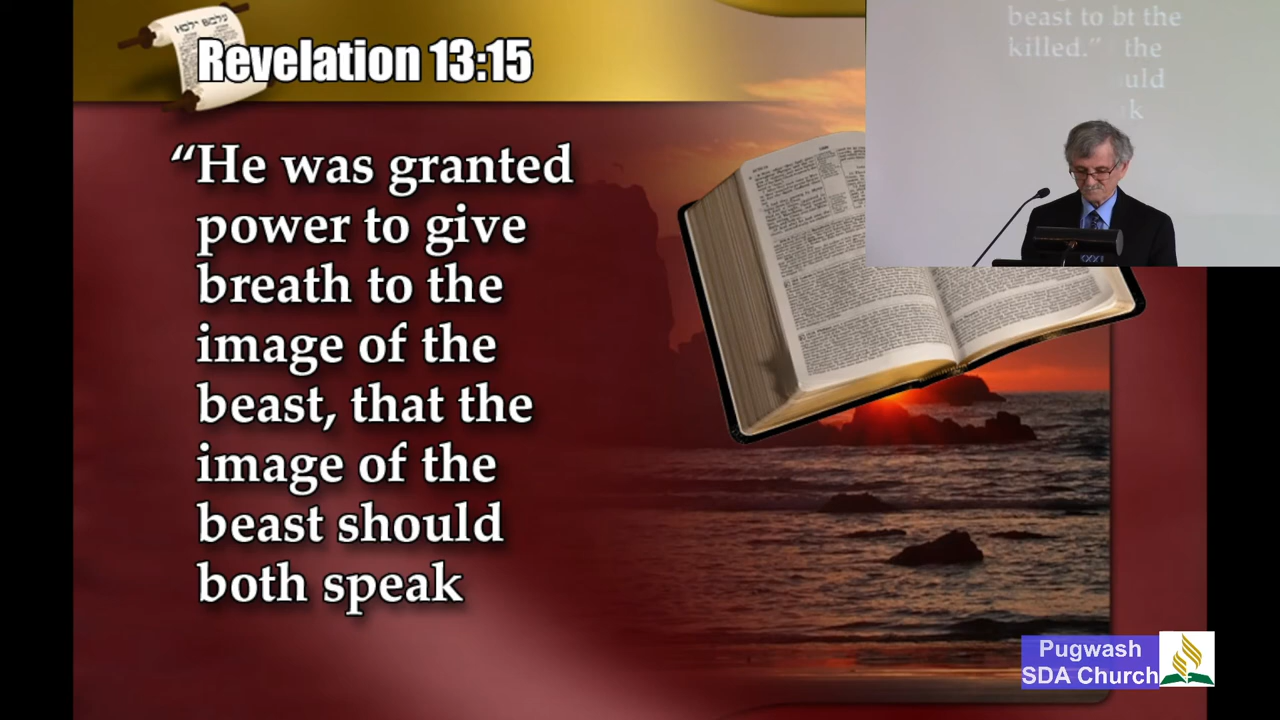 Revelation 13:15
“He was granted
power to give
breath to the
image of the
beast, that the
image of the
beast should
both speak
beast to bt the
killed.” the
uld
k
Pugwash
SDA Church